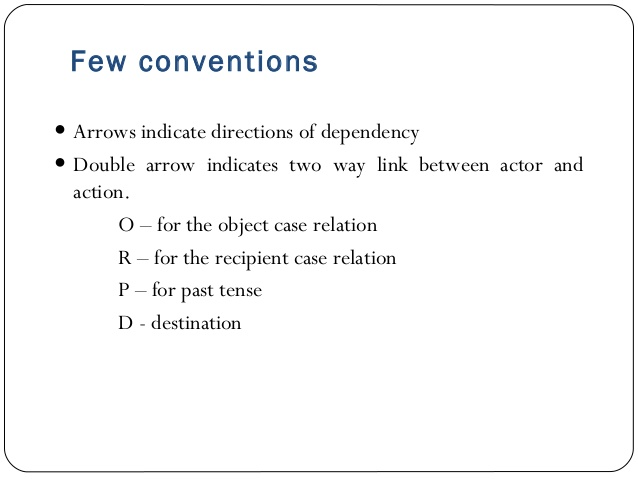 Few conventions
• Arrows indicate directions of dependency
• Double arrow indicates two way link between actor and
action.
O – for the object case relation
R – for the recipient case relation
P – for past tense
D - destination